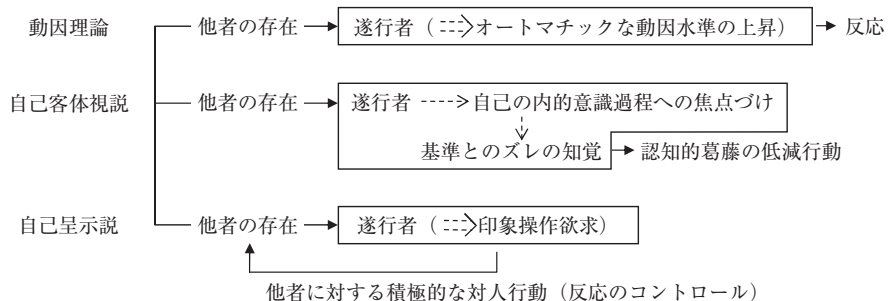 動因理論 他者の存在 遂行者（ オートマチックな動因水準の上昇） 反応
自己客体視説 他者の存在 遂行者 自己の内的意識過程への焦点づけ
基準とのズレの知覚 認知的葛藤の低減行動
自己呈示説 他者の存在 遂行者（ 印象操作欲求）
他者に対する積極的な対人行動（反応のコントロール）